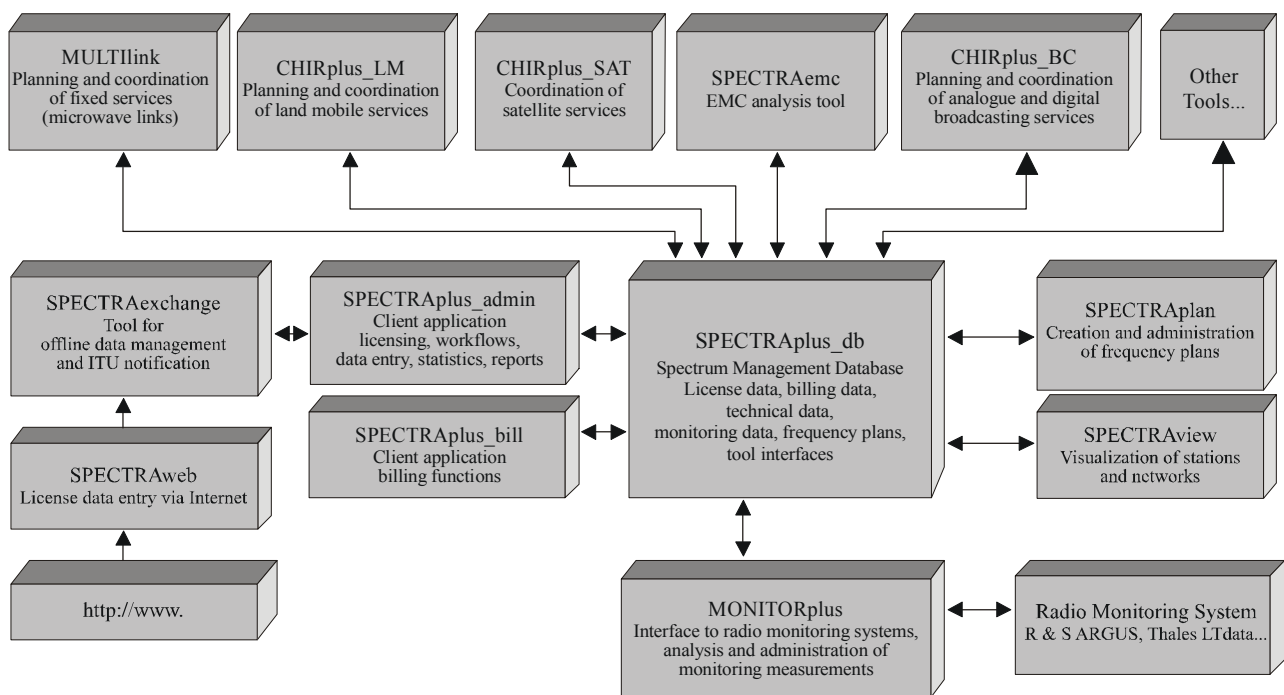 MULTIlink
Planning and coordination
of fixed services
(microwave links)
CHIRplus_LM
Planning and coordination
of land mobile services
CHIRplus_SAT
Coordination of
satellite services
SPECTRAemc
EMC analysis tool
CHIRplus_BC
Planning and coordination
of analogue and digital
broadcasting services
Other
Tools...
SPECTRAexchange
Tool for
offline data management
and ITU notification
SPECTRAplus_admin
Client application
licensing, workflows,
data entry, statistics, reports
SPECTRAplus_db
Spectrum Management Database
License data, billing data,
technical data,
monitoring data, frequency plans,
tool interfaces
SPECTRAplan
Creation and administration
of frequency plans
SPECTRAplus_bill
Client application
billing functions
SPECTRAview
Visualization of stations
and networks
SPECTRAweb
License data entry via Internet
http://www.
MONITORplus
Interface to radio monitoring systems,
analysis and administration of
monitoring measurements
Radio Monitoring System
R & S ARGUS, Thales LTdata...